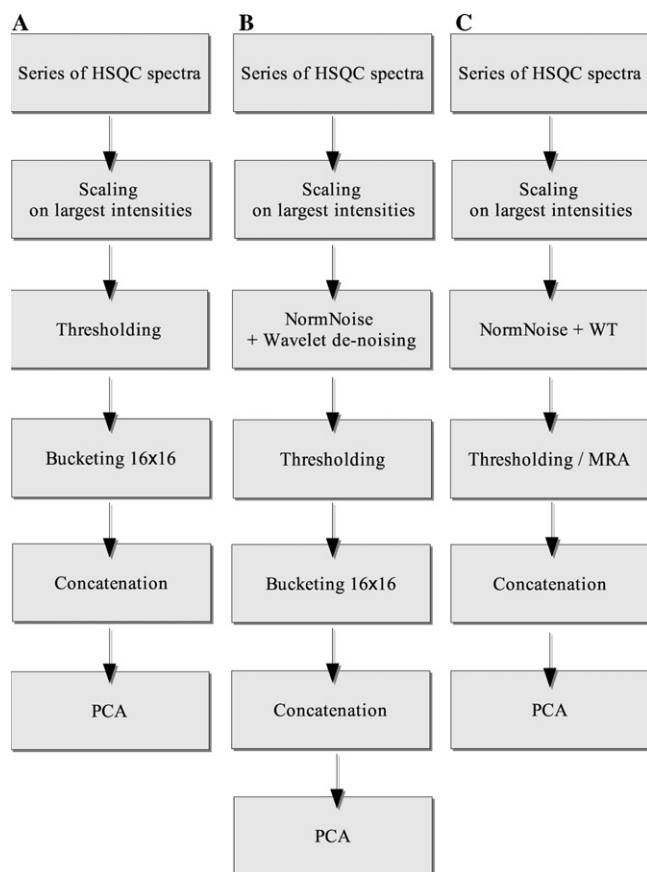 A
Series of HSQC spectra
Scaling
on largest intensities
Thresholding
Bucketing 16x16
Concatenation
PCA
B
Series of HSQC spectra
Scaling
on largest intensities
NormNoise
+ Wavelet de-noising
Thresholding
Bucketing 16x16
Concatenation
PCA
C
Series of HSQC spectra
Scaling
on largest intensities
NormNoise + WT
Thresholding / MRA
Concatenation
PCA